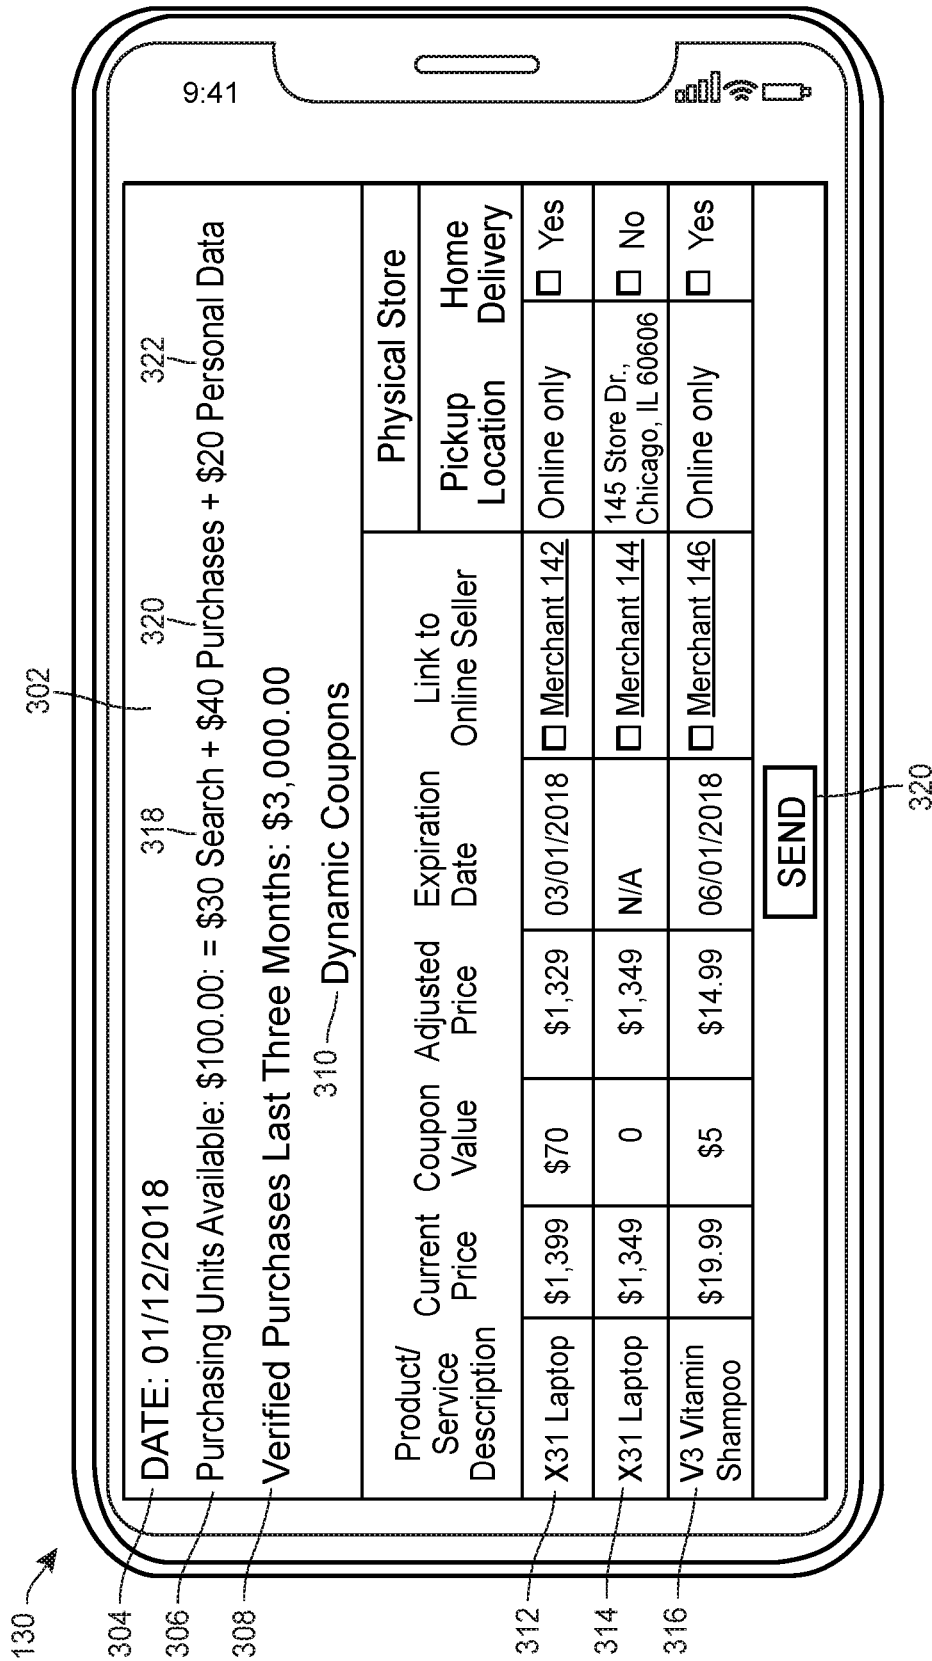 130
302
9:41
304
DATE: 01/12/2018
318
320
322
306
Purchasing Units Available: $100.00: = $30 Search + $40 Purchases + $20 Personal Data
308
Verified Purchases Last Three Months: $3,000.00
310
Dynamic Coupons
Product/
Service
Description
Current
Price
Coupon
Value
Adjusted
Price
Expiration
Date
Link to
Online Seller
Physical Store
Pickup
Location
Home
Delivery
312
X31 Laptop $1,399 $70 $1,329 03/01/2018 Merchant 142 Online only Yes
314
X31 Laptop $1,349 0 $1,349 N/A Merchant 144 145 Store Dr.,
Chicago, IL 60606 No
316
V3 Vitamin
Shampoo $19.99 $5 $14.99 06/01/2018 Merchant 146 Online only Yes
SEND
320